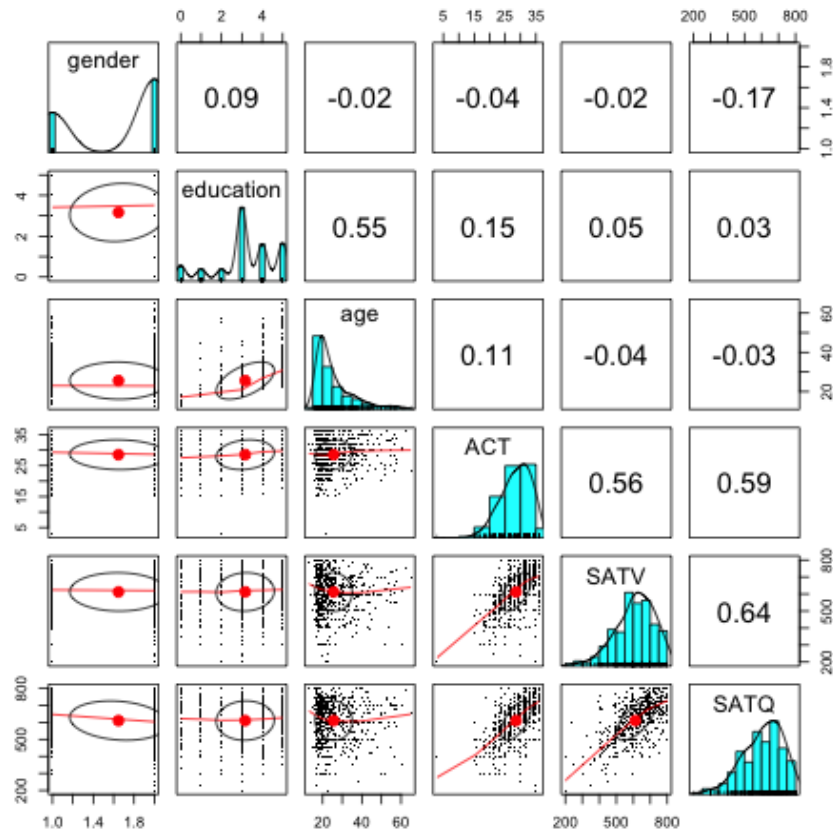 0 2 4 5 15 25 35 200 500 800
gender 0.09 -0.02 -0.04 -0.02 -0.17 1.0 1.4 1.8
0 2 4 education 0.55 0.15 0.05 0.03
age 0.11 -0.04 -0.03 20 40 60
5 15 25 35 ACT 0.56 0.59
SATV 0.64 200 500 800
200 500 800 SATQ
1.0 1.4 1.8 20 40 60 200 500 800